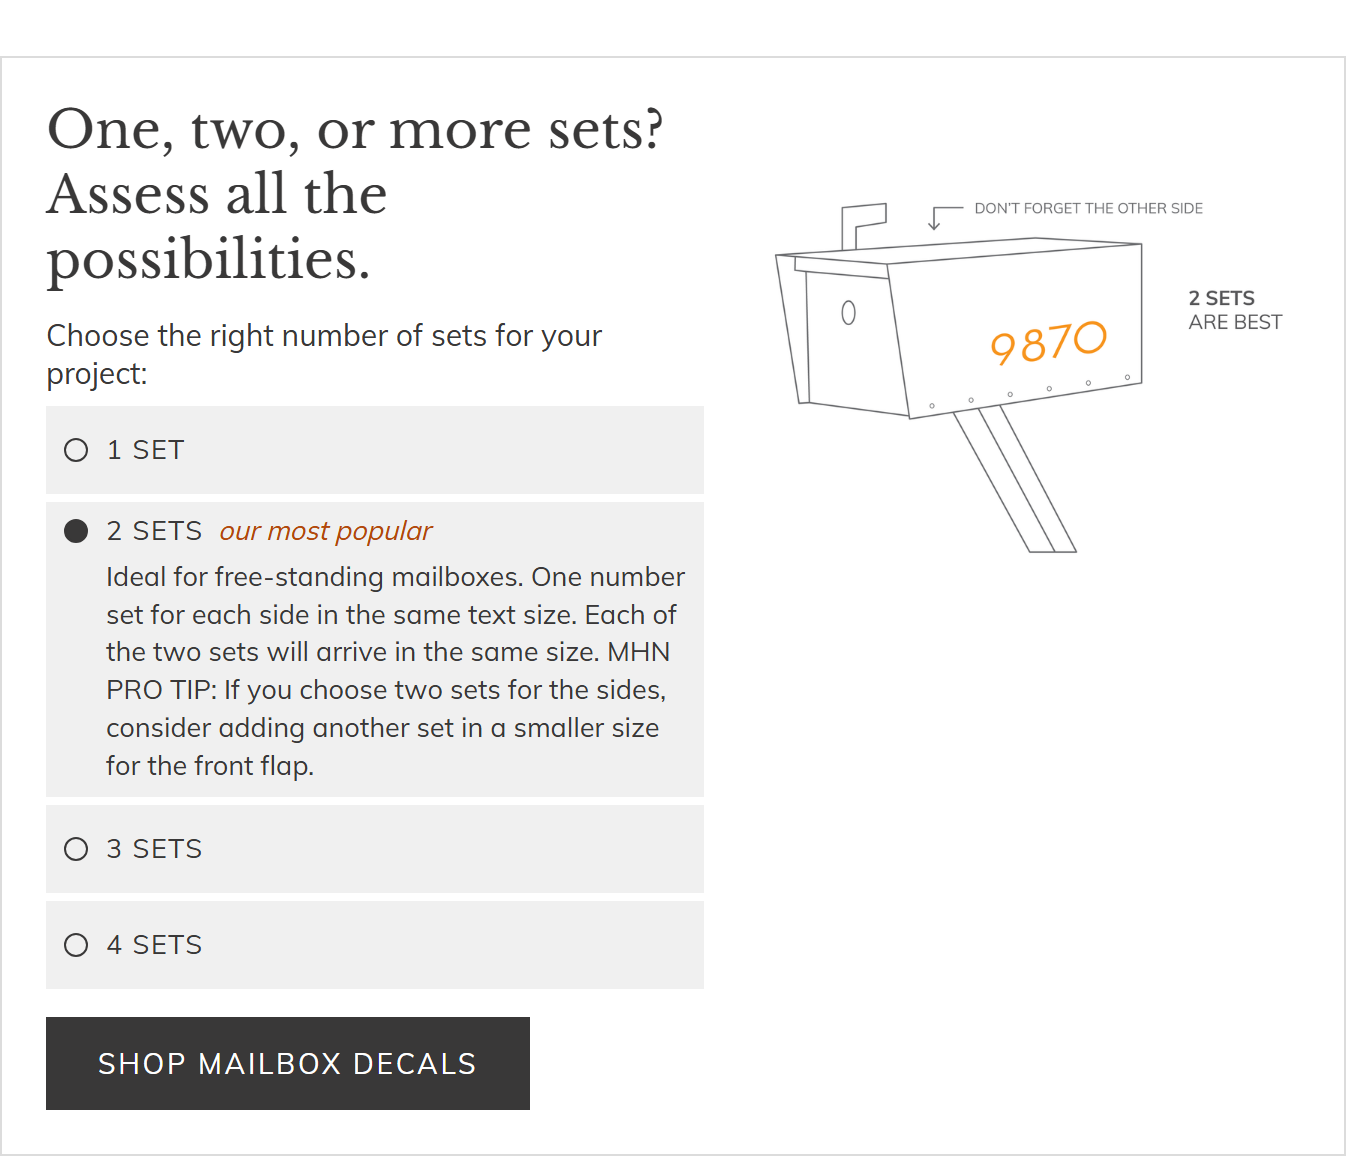 One, two, or more sets?
Assess all the
possibilities.
Choose the right number of sets for your
project:
1 SET
2 SETS our most popular
Ideal for free-standing mailboxes. One number
set for each side in the same text size. Each of
the two sets will arrive in the same size. MHN
PRO TIP: If you choose two sets for the sides,
consider adding another set in a smaller size
for the front flap.
3 SETS
4 SETS
SHOP MAILBOX DECALS
DON'T FORGET THE OTHER SIDE
2 SETS
ARE BEST
9870